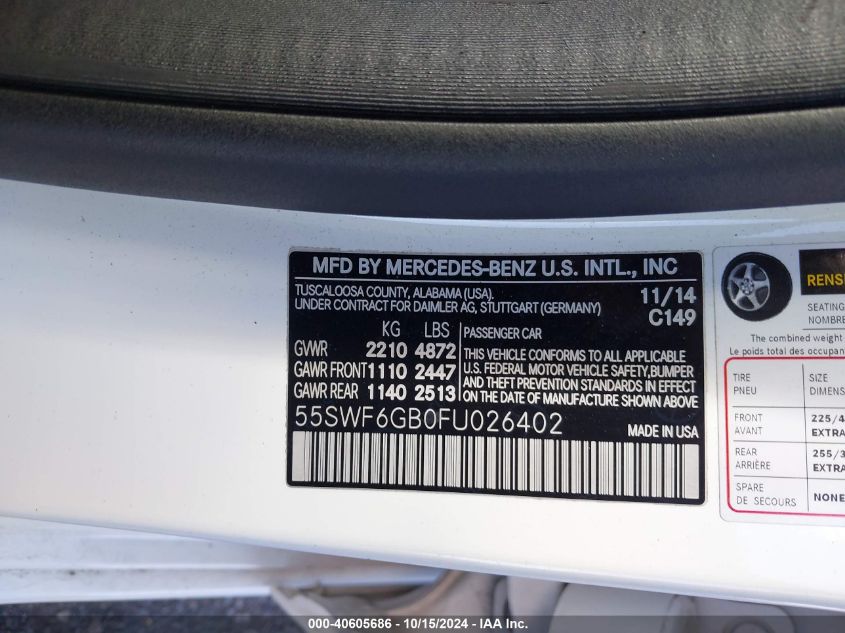 MFD BY MERCEDES-BENZ U.S. INTL., INC
TUSCALOOSA COUNTY, ALABAMA (USA).
UNDER CONTRACT FOR DAIMLER AG, STUTTGART (GERMANY)
11/14
C149
KG LBS
GVWR 2210 4872
GAWR FRONT 1110 2447
GAWR REAR 1140 2513
PASSENGER CAR
THIS VEHICLE CONFORMS TO ALL APPLICABLE
U.S. FEDERAL MOTOR VEHICLE SAFETY, BUMPER
AND THEFT PREVENTION STANDARDS IN EFFECT
ON THE DATE OF MANUFACTURE SHOWN ABOVE
55SWF6GB0FU026402
MADE IN USA
SEATING
NOMBRE
The combined weight
Le poids total des
TIRE
PNEU
SIZE
FRONT
AVANT
225/4
EXTRA
REAR
ARRIÈRE
255/3
EXTRA
SPARE
DE SECOURS
NONE
000-40605686 - 10/15/2024 - IAA Inc.